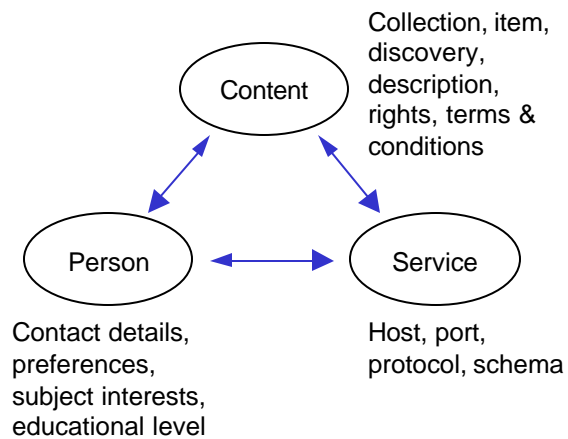 Collection, item,
discovery,
description,
rights, terms &
conditions
Content
Person
Service
Contact details,
preferences,
subject interests,
educational level
Host, port,
protocol, schema